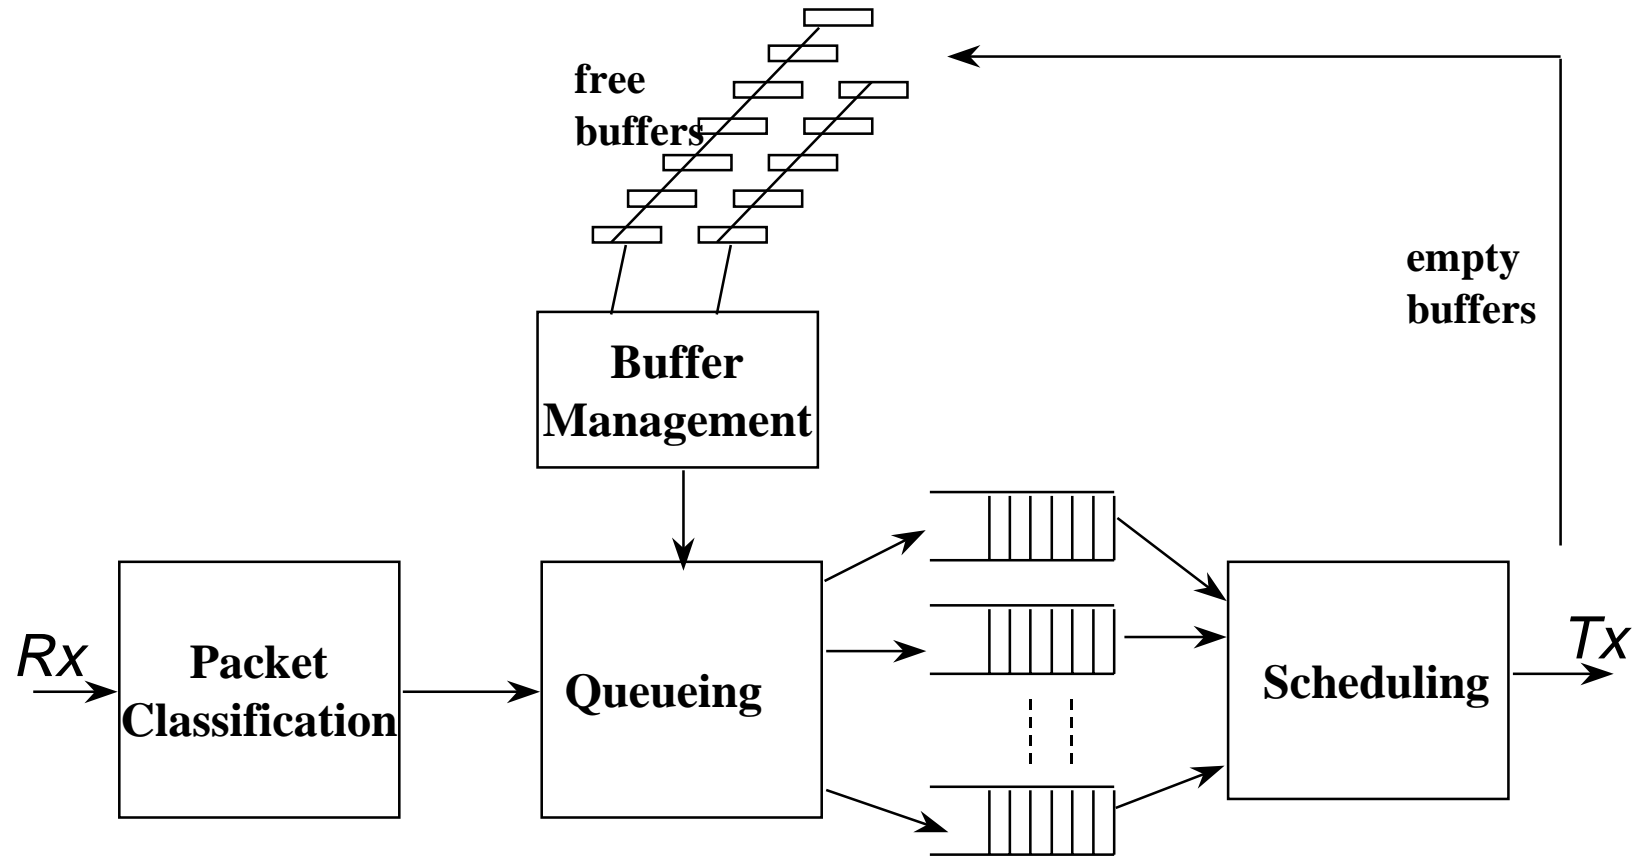 free
buffers
empty
buffers
Buffer
Management
Rx
Packet
Classification
Queueing
Scheduling
Tx